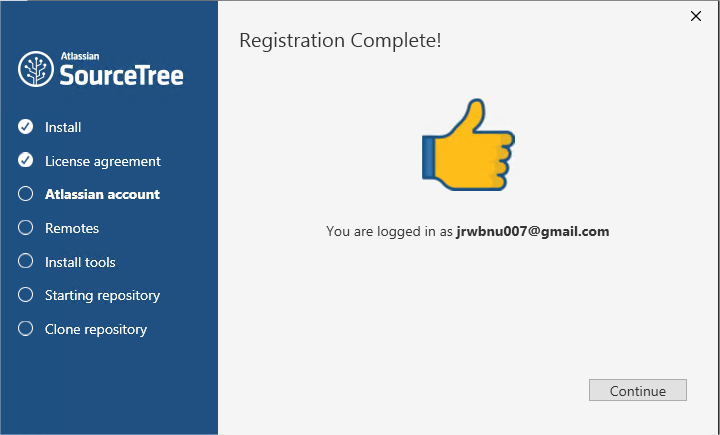 Atlassian
SourceTree
Install
License agreement
Atlassian account
Remotes
Install tools
Starting repository
Clone repository
Registration Complete!
You are logged in as jrwbnu007@gmail.com
Continue